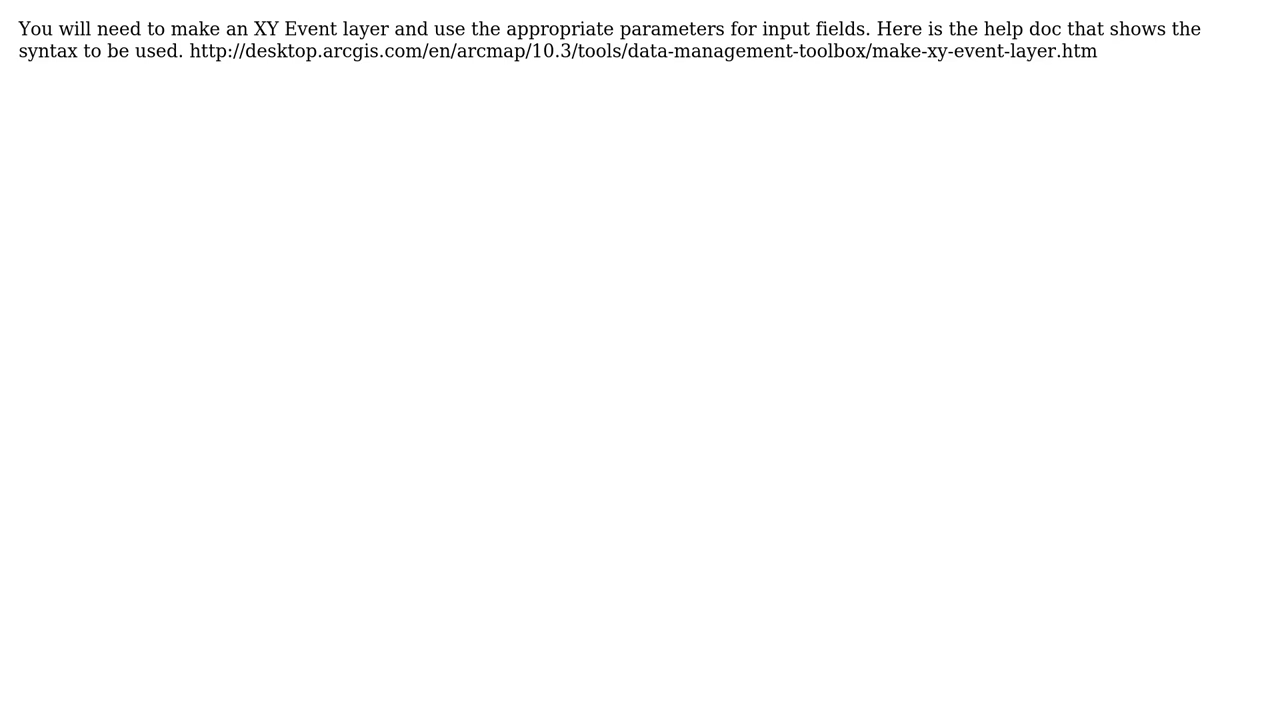 You will need to make an XY Event layer and use the appropriate parameters for input fields. Here is the help doc that shows the
syntax to be used. http://desktop.arcgis.com/en/arcmap/10.3/tools/data-management-toolbox/make-xy-event-layer.htm